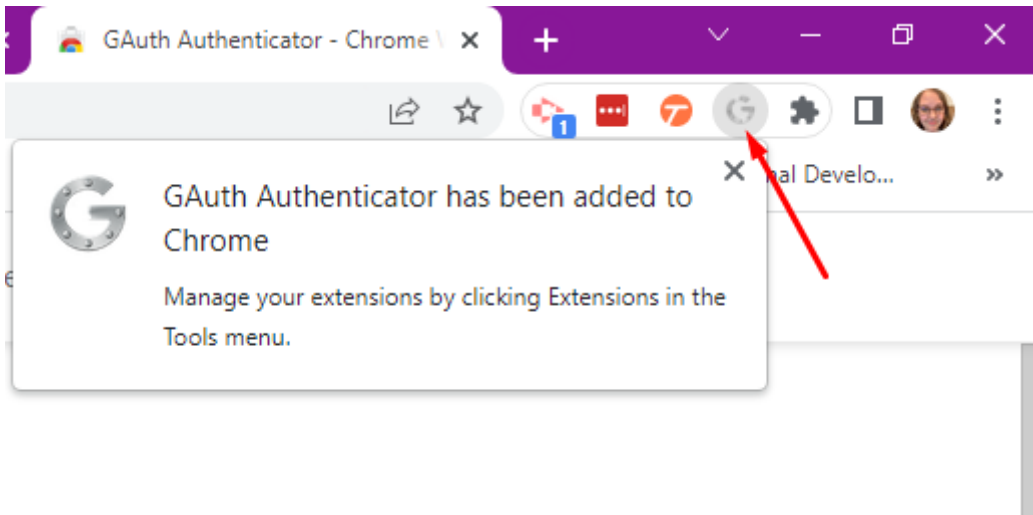 GAuth Authenticator - Chrome
1
nal Develo...
GAuth Authenticator has been added to
Chrome
Manage your extensions by clicking Extensions in the
Tools menu.